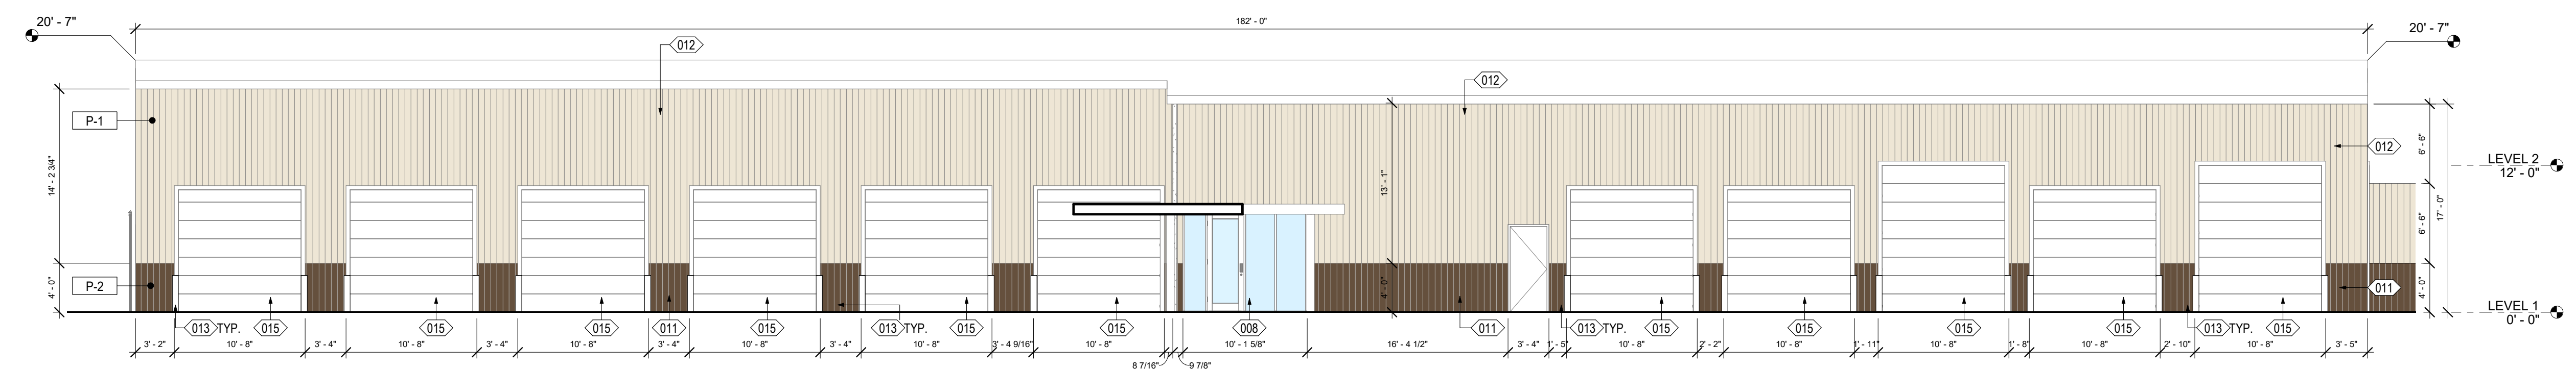 20' - 7"
182' - 0"
20' - 7"
012
012
P-1
14' - 2 3/4"
13' - 1"
012
6' - 6"
LEVEL 2
12' - 0"
17' - 0"
6' - 6"
P-2
4' - 0"
4' - 0"
011
4' - 0"
LEVEL 1
0' - 0"
013 TYP.
015
015
015
011
015
013 TYP.
015
015
008
011
013 TYP.
015
015
015
015
013 TYP.
015
3' - 2"
10' - 8"
3' - 4"
10' - 8"
3' - 4"
10' - 8"
3' - 4"
10' - 8"
3' - 4"
10' - 8"
3' - 4 9/16"
10' - 8"
10' - 1 5/8"
16' - 4 1/2"
3' - 4"
1' - 5"
10' - 8"
2' - 2"
10' - 8"
1' - 11"
10' - 8"
1' - 8"
10' - 8"
2' - 10"
10' - 8"
3' - 5"
8 7/16"
9 7/8"